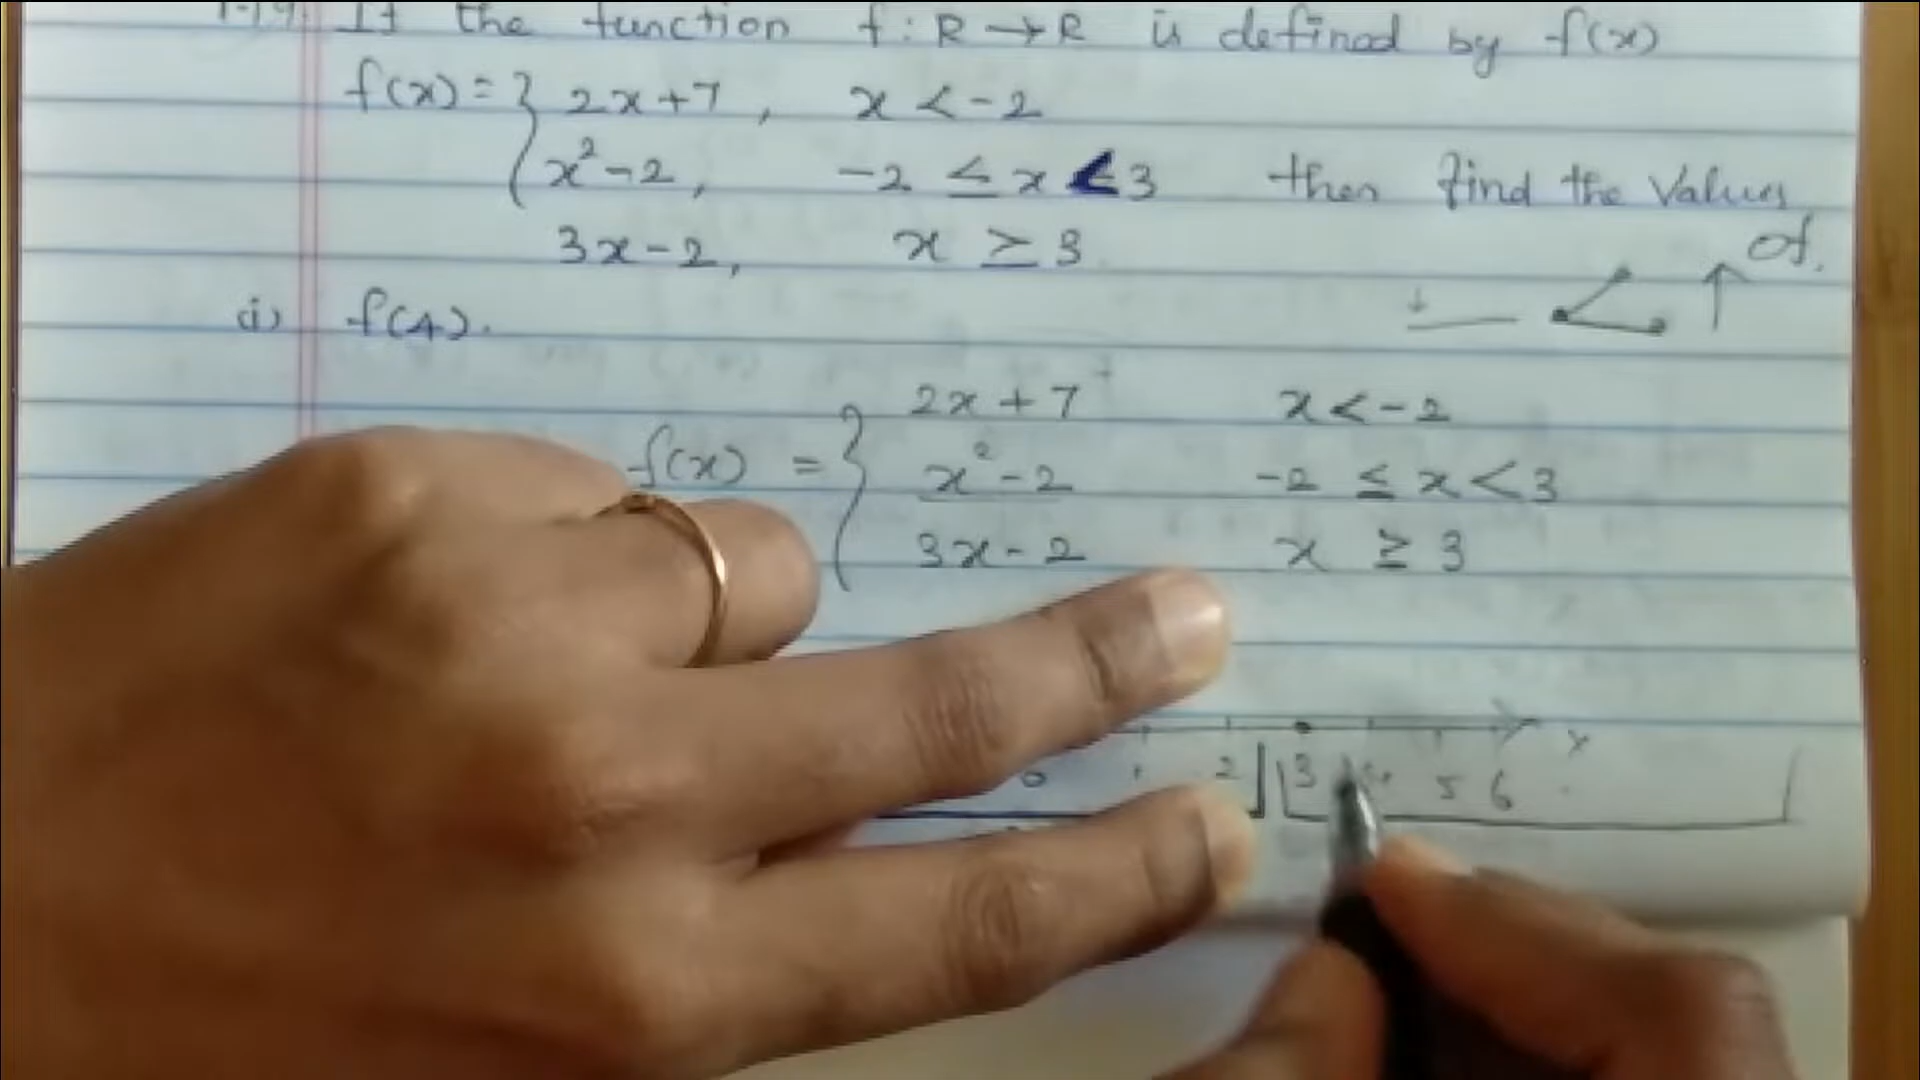 If the function f : R → R is defined by f(x)
f(x) = { 2x + 7 , x < -2
x² - 2 , -2 ≤ x < 3 then find the values of.
3x - 2 , x ≥ 3
(i) f(4).
f(x) = { 2x + 7 x < -2
x² - 2 -2 ≤ x < 3
3x - 2 x ≥ 3
0 1 2 3 5 6